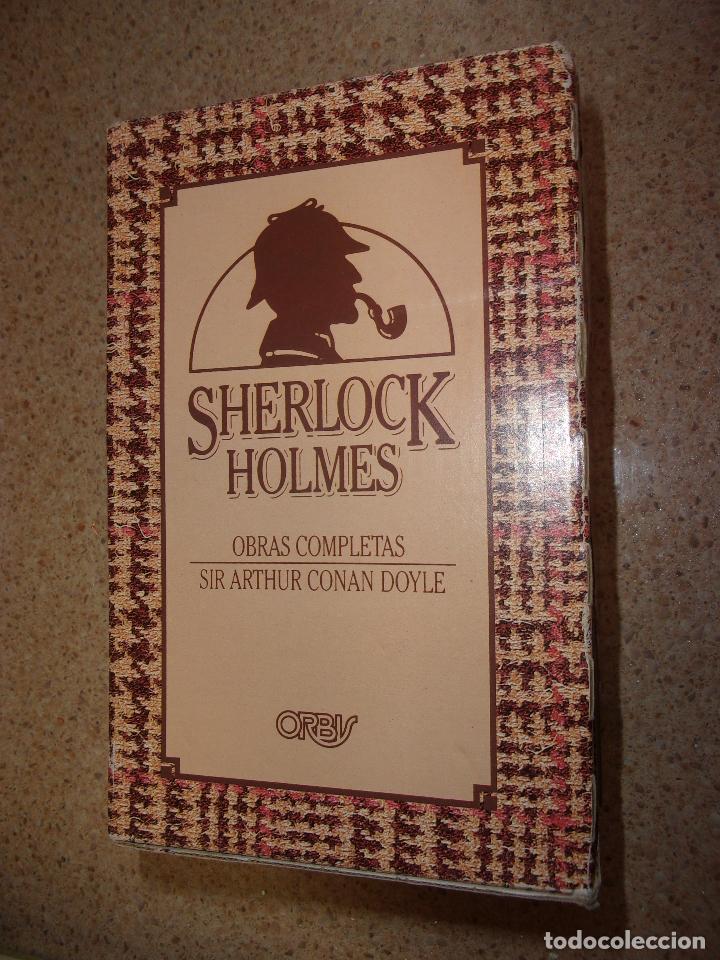 SHERLOCK
HOLMES
OBRAS COMPLETAS
SIR ARTHUR CONAN DOYLE
ORBIS
todocoleccion